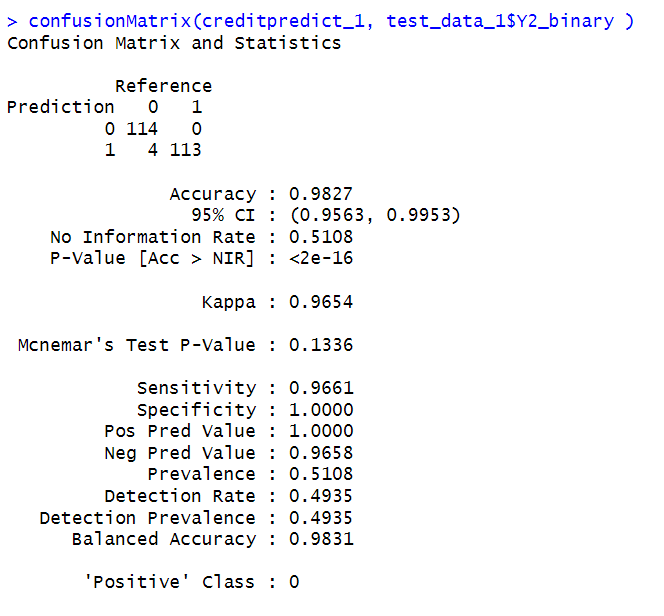 > confusionMatrix(creditpredict_1, test_data_1$Y2_binary )
Confusion Matrix and Statistics
Reference
Prediction 0 1
0 114 0
1 4 113
Accuracy : 0.9827
95% CI : (0.9563, 0.9953)
No Information Rate : 0.5108
P-Value [Acc > NIR] : <2e-16
Kappa : 0.9654
Mcnemar's Test P-Value : 0.1336
Sensitivity : 0.9661
Specificity : 1.0000
Pos Pred Value : 1.0000
Neg Pred Value : 0.9658
Prevalence : 0.5108
Detection Rate : 0.4935
Detection Prevalence : 0.4935
Balanced Accuracy : 0.9831
'Positive' Class : 0